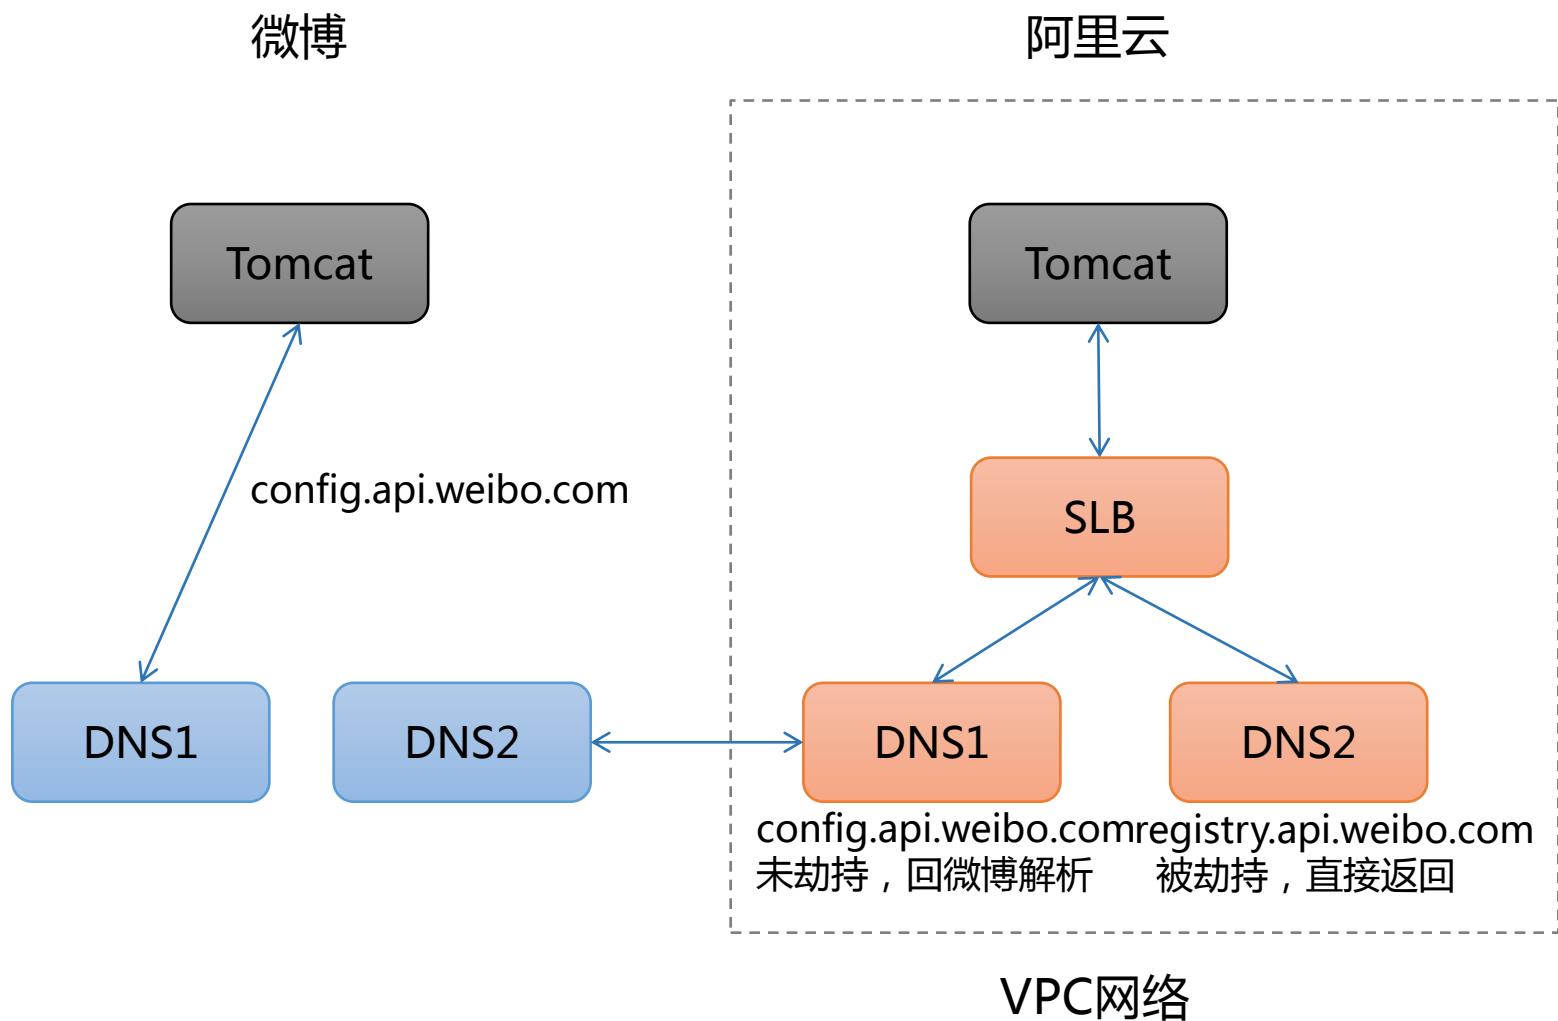 微博
阿里云
Tomcat
Tomcat
config.api.weibo.com
SLB
DNS1
DNS2
DNS1
DNS2
config.api.weibo.com
未劫持，回微博解析
registry.api.weibo.com
被劫持，直接返回
VPC网络